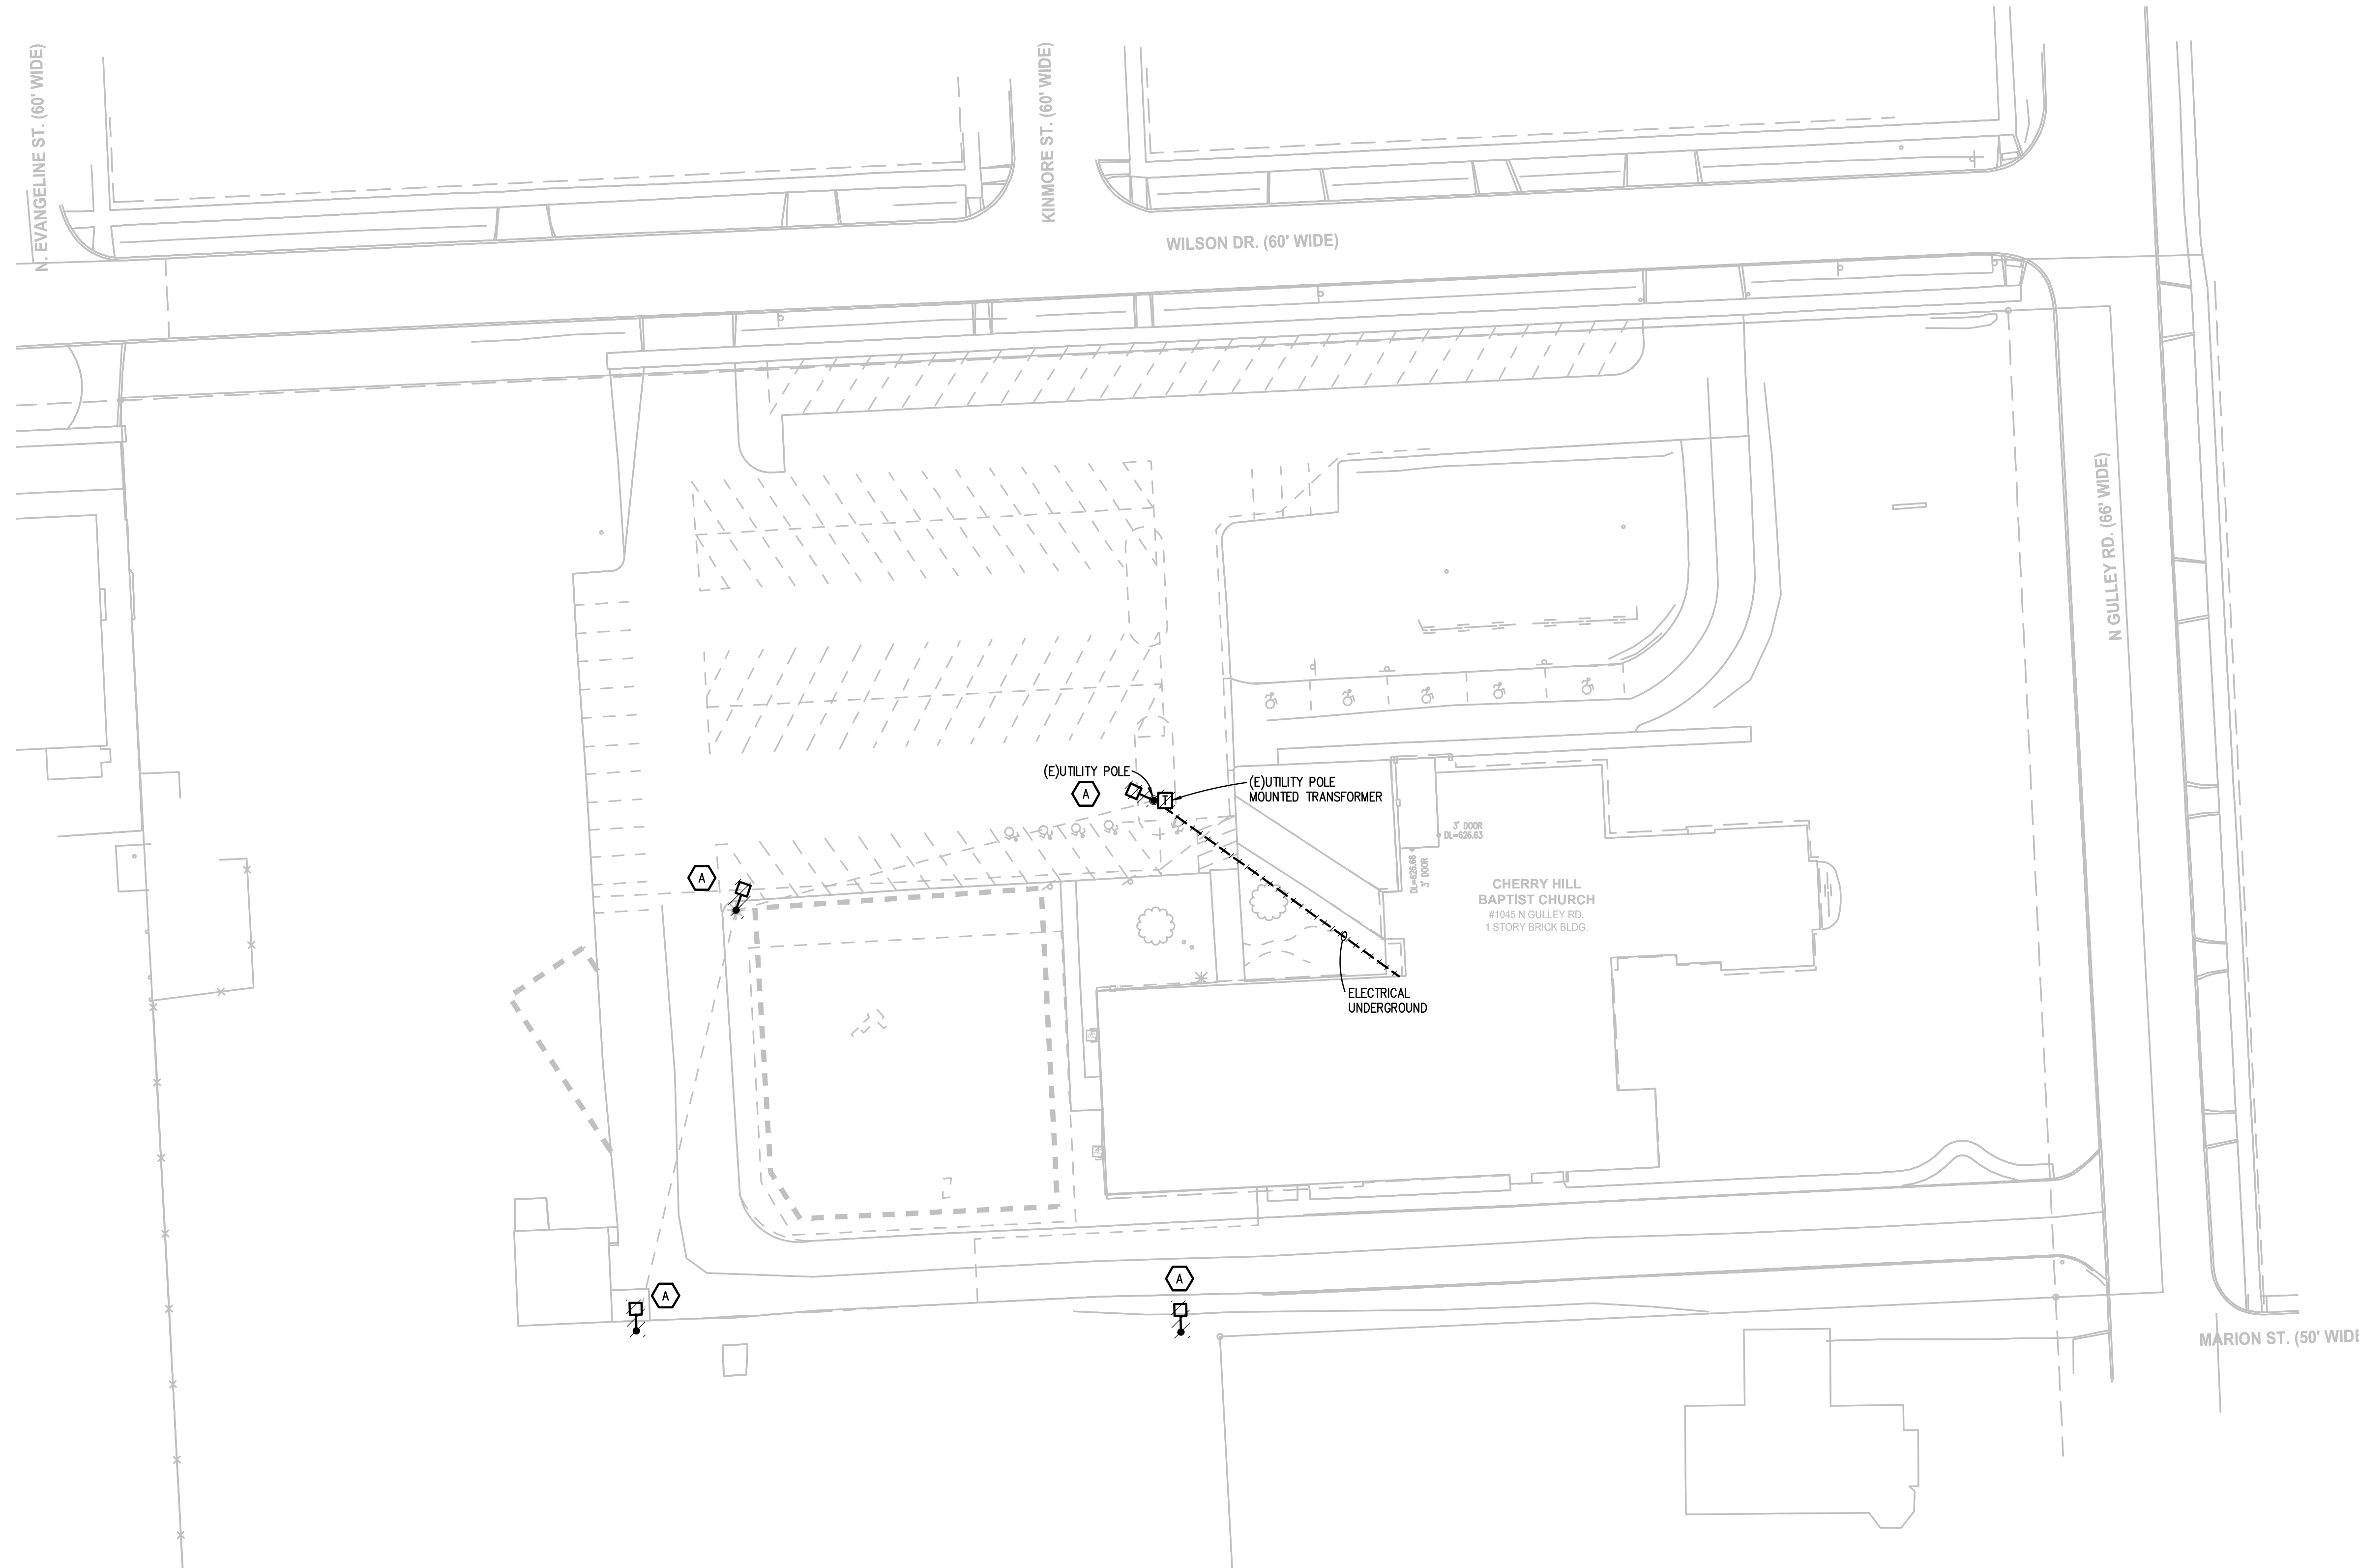 N. EVANGELINE ST. (60' WIDE)
KINMORE ST. (60' WIDE)
WILSON DR. (60' WIDE)
N GULLEY RD. (66' WIDE)
(E)UTILITY POLE
A
(E)UTILITY POLE
MOUNTED TRANSFORMER
T
3' DOOR
DL=626.63
DL=626.66
3' DOOR
A
CHERRY HILL
BAPTIST CHURCH
#1045 N GULLEY RD.
1 STORY BRICK BLDG.
ELECTRICAL
UNDERGROUND
A
A
MARION ST. (50' WIDE